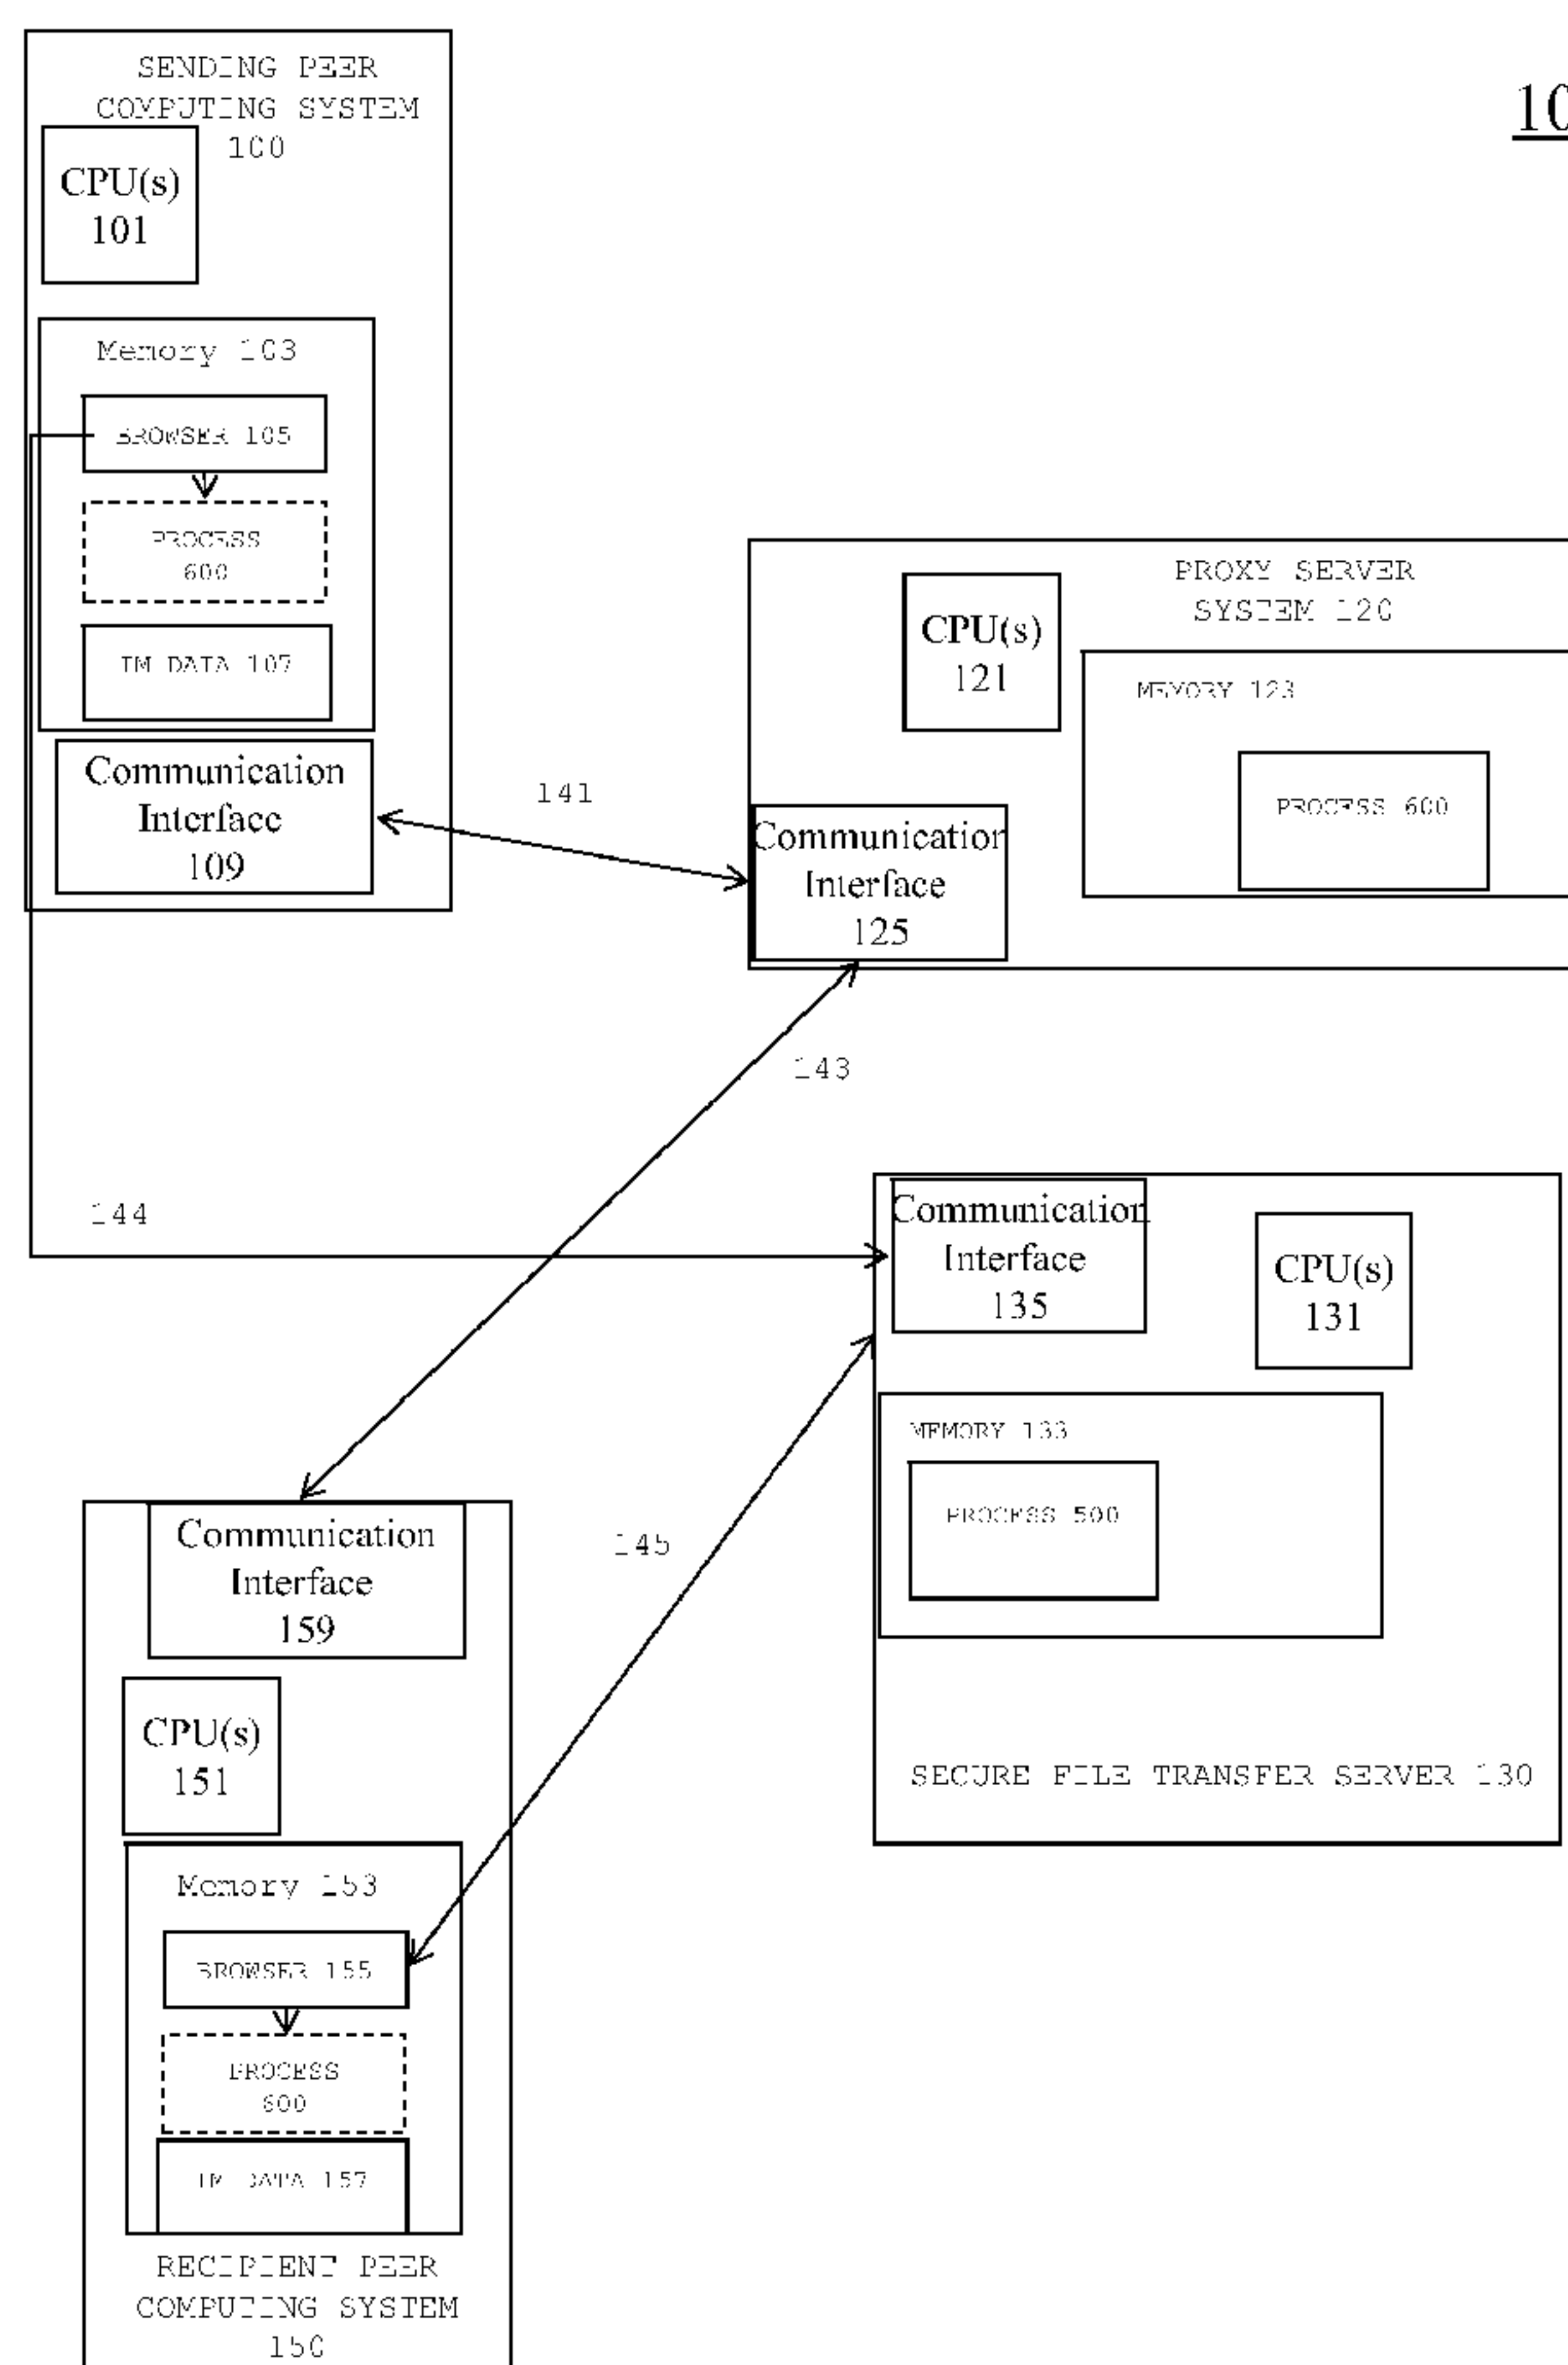 SENDING PEER
COMPUTING SYSTEM
100
10
CPU(s)
101
Memory 103
BROWSER 105
PROCESS
600
IM DATA 107
Communication
Interface
109
141
PROXY SERVER
SYSTEM 120
CPU(s)
121
MEMORY 123
PROCESS 600
Communication
Interface
125
143
144
Communication
Interface
135
CPU(s)
131
MEMORY 133
PROCESS 500
SECURE FILE TRANSFER SERVER 130
145
Communication
Interface
159
CPU(s)
151
Memory 153
BROWSER 155
PROCESS
600
IM DATA 157
RECIPIENT PEER
COMPUTING SYSTEM
150